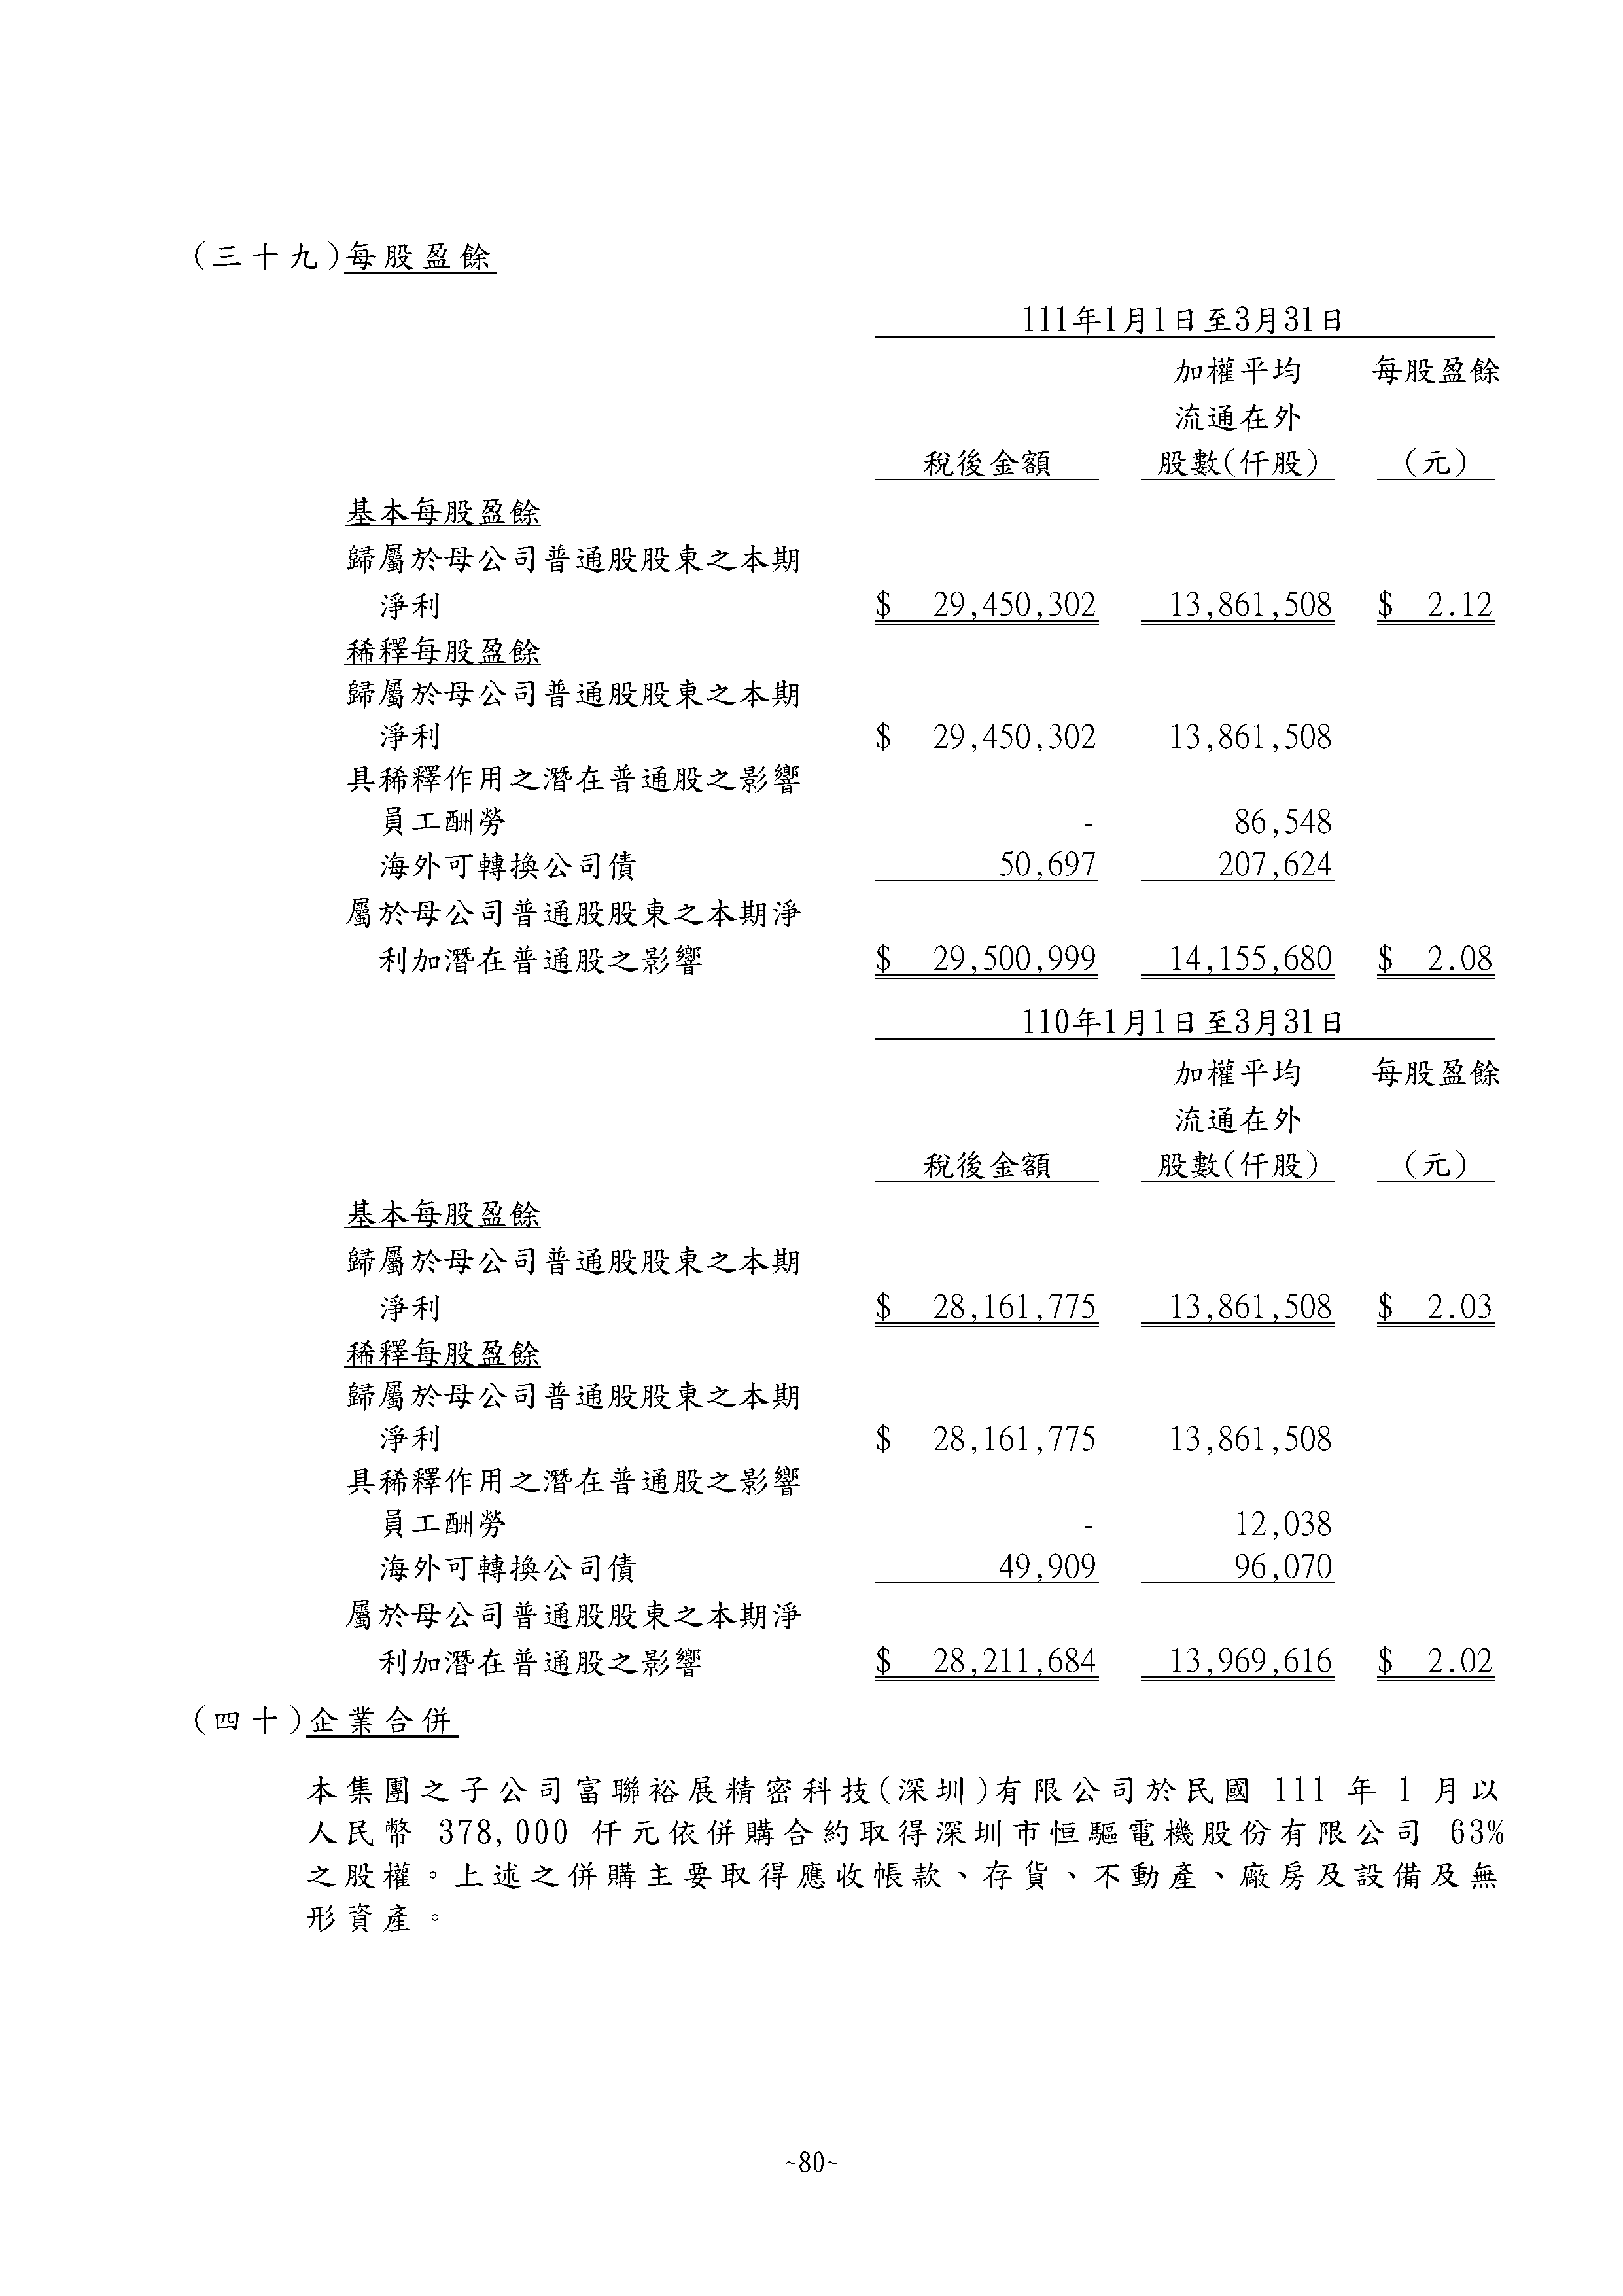 (三十九)每股盈餘
111年1月1日至3月31日
加權平均 每股盈餘
流通在外
稅後金額 股數(仟股) (元)
基本每股盈餘
歸屬於母公司普通股股東之本期
淨利 $ 29,450,302 13,861,508 $ 2.12
稀釋每股盈餘
歸屬於母公司普通股股東之本期
淨利 $ 29,450,302 13,861,508
具稀釋作用之潛在普通股之影響
員工酬勞 - 86,548
海外可轉換公司債 50,697 207,624
屬於母公司普通股股東之本期淨
利加潛在普通股之影響 $ 29,500,999 14,155,680 $ 2.08
110年1月1日至3月31日
加權平均 每股盈餘
流通在外
稅後金額 股數(仟股) (元)
基本每股盈餘
歸屬於母公司普通股股東之本期
淨利 $ 28,161,775 13,861,508 $ 2.03
稀釋每股盈餘
歸屬於母公司普通股股東之本期
淨利 $ 28,161,775 13,861,508
具稀釋作用之潛在普通股之影響
員工酬勞 - 12,038
海外可轉換公司債 49,909 96,070
屬於母公司普通股股東之本期淨
利加潛在普通股之影響 $ 28,211,684 13,969,616 $ 2.02
(四十)企業合併
本集團之子公司富聯裕展精密科技(深圳)有限公司於民國 111 年 1 月以
人民幣 378,000 仟元依併購合約取得深圳市恒驅電機股份有限公司 63%
之股權。上述之併購主要取得應收帳款、存貨、不動產、廠房及設備及無
形資產。
~80~